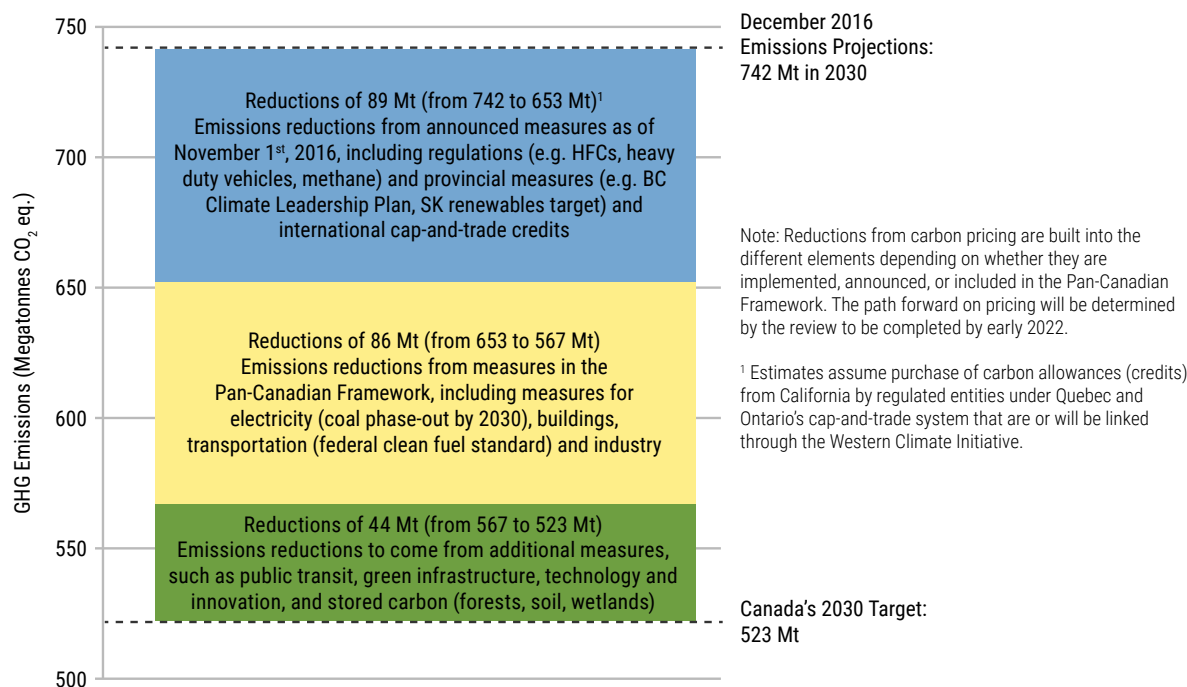 GHG Emissions (Megatonnes CO₂ eq.)
750
700
650
600
550
500
Reductions of 89 Mt (from 742 to 653 Mt)¹
Emissions reductions from announced measures as of
November 1ˢᵗ, 2016, including regulations (e.g. HFCs, heavy
duty vehicles, methane) and provincial measures (e.g. BC
Climate Leadership Plan, SK renewables target) and
international cap-and-trade credits
Reductions of 86 Mt (from 653 to 567 Mt)
Emissions reductions from measures in the
Pan-Canadian Framework, including measures for
electricity (coal phase-out by 2030), buildings,
transportation (federal clean fuel standard) and industry
Reductions of 44 Mt (from 567 to 523 Mt)
Emissions reductions to come from additional measures,
such as public transit, green infrastructure, technology and
innovation, and stored carbon (forests, soil, wetlands)
December 2016
Emissions Projections:
742 Mt in 2030
Note: Reductions from carbon pricing are built into the
different elements depending on whether they are
implemented, announced, or included in the Pan-Canadian
Framework. The path forward on pricing will be determined
by the review to be completed by early 2022.
¹ Estimates assume purchase of carbon allowances (credits)
from California by regulated entities under Quebec and
Ontario's cap-and-trade system that are or will be linked
through the Western Climate Initiative.
Canada's 2030 Target:
523 Mt